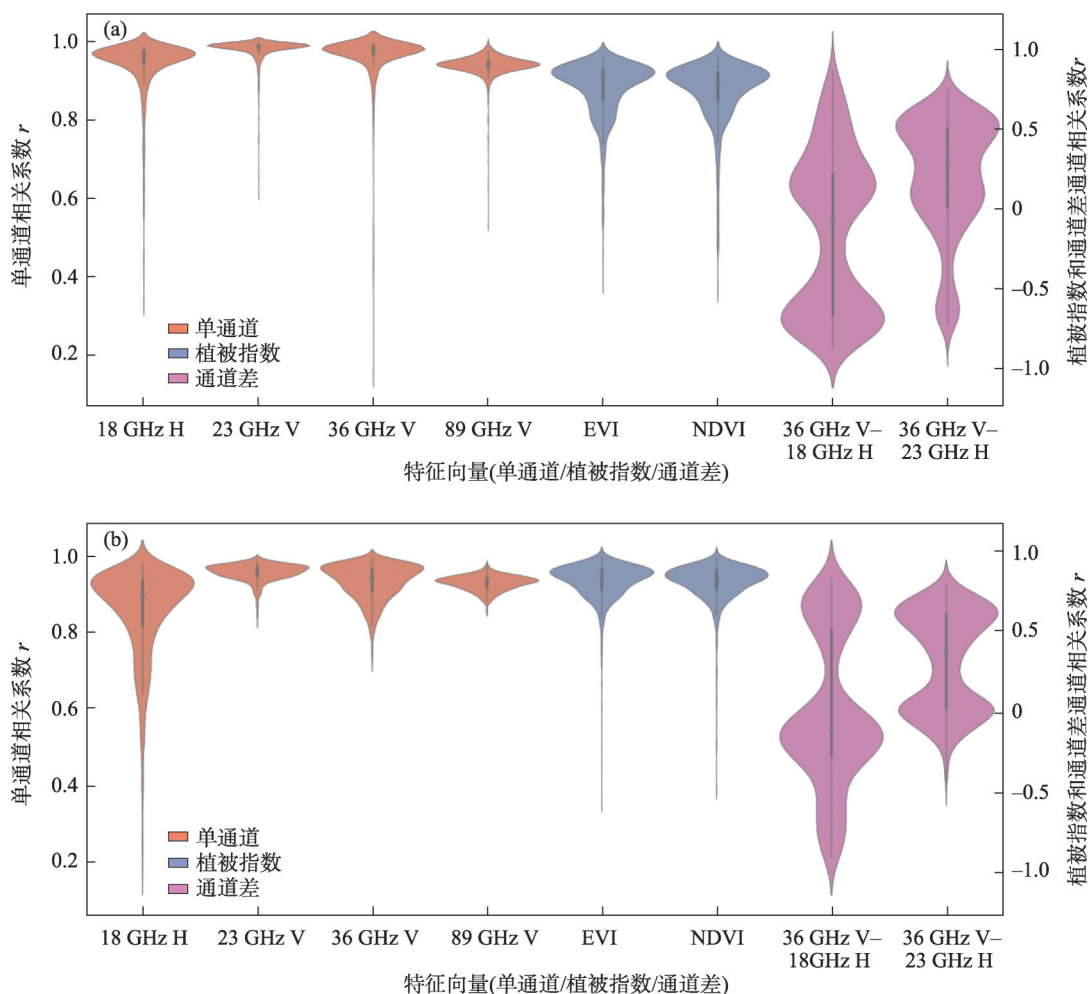 (a)
1.0
0.8
0.6
0.4
0.2
单通道相关系数 r
1.0
0.5
0
−0.5
−1.0
植被指数和通道差通道相关系数r
单通道
植被指数
通道差
18 GHz H 23 GHz V 36 GHz V 89 GHz V EVI NDVI 36 GHz V– 36 GHz V–
18 GHz H 23 GHz H
特征向量(单通道/植被指数/通道差)
(b)
1.0
0.8
0.6
0.4
0.2
单通道相关系数 r
1.0
0.5
0
−0.5
−1.0
植被指数和通道差通道相关系数 r
单通道
植被指数
通道差
18 GHz H 23 GHz V 36 GHz V 89 GHz V EVI NDVI 36 GHz V– 36 GHz V–
18GHz H 23 GHz H
特征向量(单通道/植被指数/通道差)